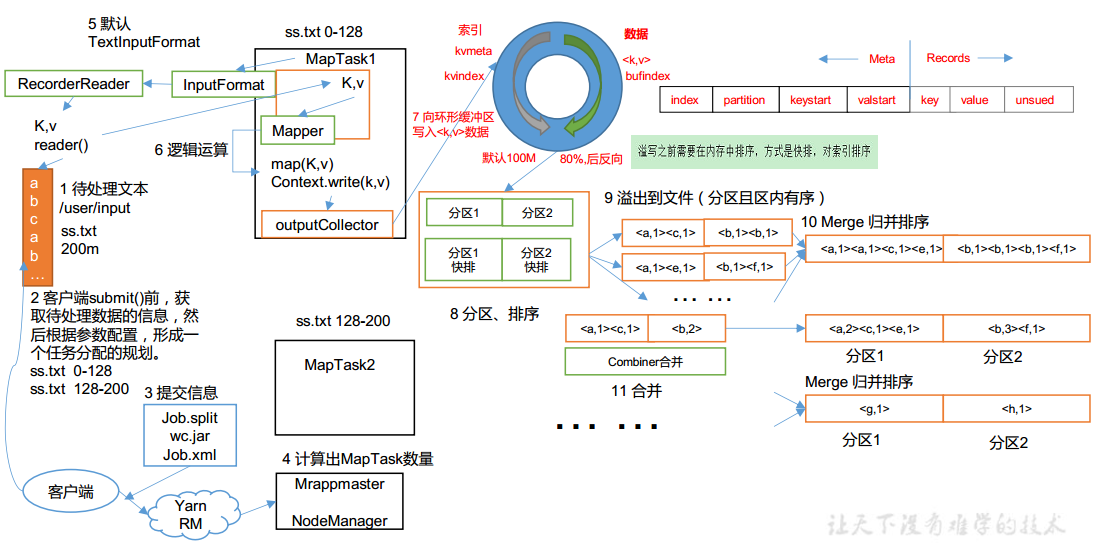 5 默认
TextInputFormat
ss.txt 0-128
MapTask1
RecorderReader
InputFormat
K,v
Mapper
K,v
reader()
6 逻辑运算
map(K,v)
Context.write(k,v)
outputCollector
a
b
c
a
b
…
1 待处理文本
/user/input
ss.txt
200m
2 客户端submit()前，获
取待处理数据的信息，然
后根据参数配置，形成一
个任务分配的规划。
ss.txt 0-128
ss.txt 128-200
3 提交信息
Job.split
wc.jar
Job.xml
客户端
Yarn
RM
ss.txt 128-200
MapTask2
4 计算出MapTask数量
Mrappmaster
NodeManager
索引
kvmeta
kvindex
数据
<k,v>
bufindex
7 向环形缓冲区
写入<k,v>数据
默认100M
80%,后反向
Meta
Records
index
partition
keystart
valstart
key
value
unsued
溢写之前需要在内存中排序，方式是快排，对索引排序
分区1
分区2
分区1
快排
分区2
快排
8 分区、排序
9 溢出到文件（分区且区内有序）
<a,1><c,1>
<b,1><b,1>
<a,1><e,1>
<b,1><f,1>
… …
10 Merge 归并排序
<a,1><a,1><c,1><e,1>
<b,1><b,1><b,1><f,1>
<a,1><c,1>
<b,2>
Combiner合并
11 合并
<a,2><c,1><e,1>
<b,3><f,1>
分区1
分区2
… …
Merge 归并排序
<g,1>
<h,1>
分区1
分区2
让天下没有难学的技术